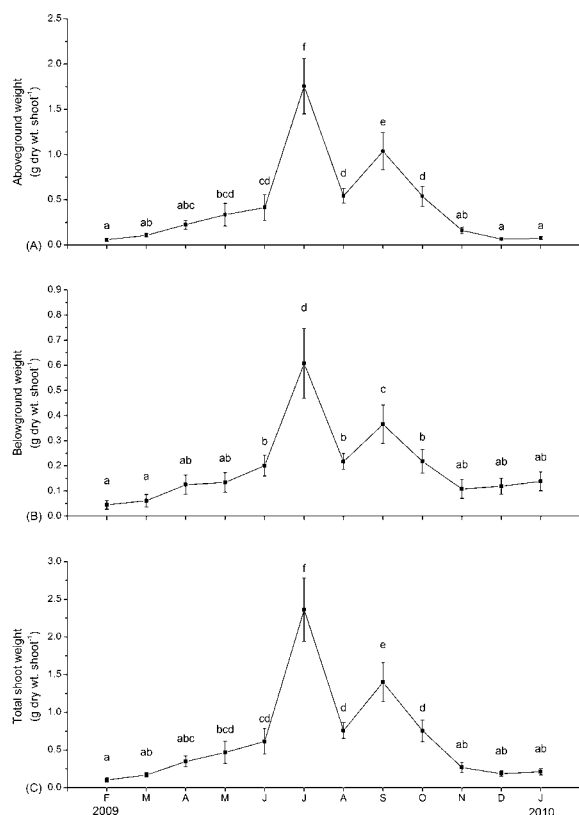 2.5
2.0
1.5
1.0
0.5
0.0
Aboveground weight
(g dry wt. shoot⁻¹)
(A)
a ab abc bcd cd f d e d ab a a
0.9
0.8
0.7
0.6
0.5
0.4
0.3
0.2
0.1
0.0
Belowground weight
(g dry wt. shoot⁻¹)
(B)
a a ab ab b d b c b ab ab ab
3.0
2.5
2.0
1.5
1.0
0.5
0.0
Total shoot weight
(g dry wt. shoot⁻¹)
(C)
a ab abc bcd cd f d e d ab ab ab
F M A M J J A S O N D J
2009 2010